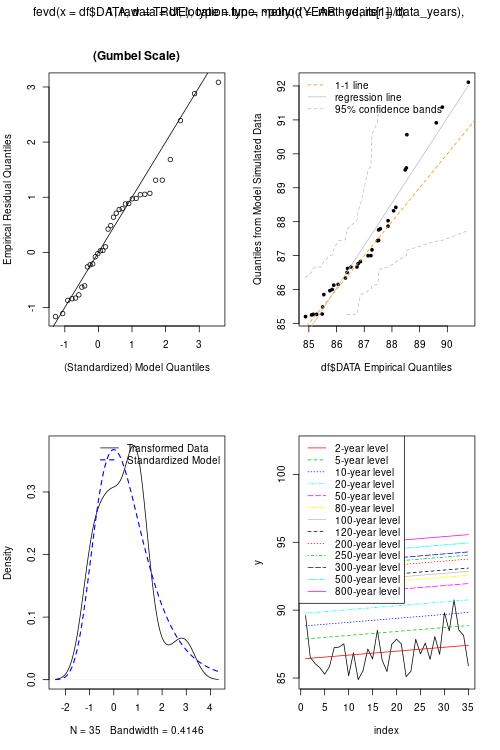 fevd(x = df$DATA,
data_years),
(Gumbel Scale)
Empirical Residual Quantiles
-1 0 1 2 3
-1 0 1 2 3
(Standardized) Model Quantiles
Quantiles from Model Simulated Data
85 86 87 88 89 90 91 92
1-1 line
regression line
95% confidence bands
85 86 87 88 89 90
df$DATA Empirical Quantiles
Density
0.0 0.1 0.2 0.3
Transformed Data
Standardized Model
-2 -1 0 1 2 3 4
N = 35 Bandwidth = 0.4146
y
85 90 95 100
2-year level
5-year level
10-year level
20-year level
50-year level
80-year level
100-year level
120-year level
200-year level
250-year level
300-year level
500-year level
800-year level
0 5 10 15 20 25 30 35
index